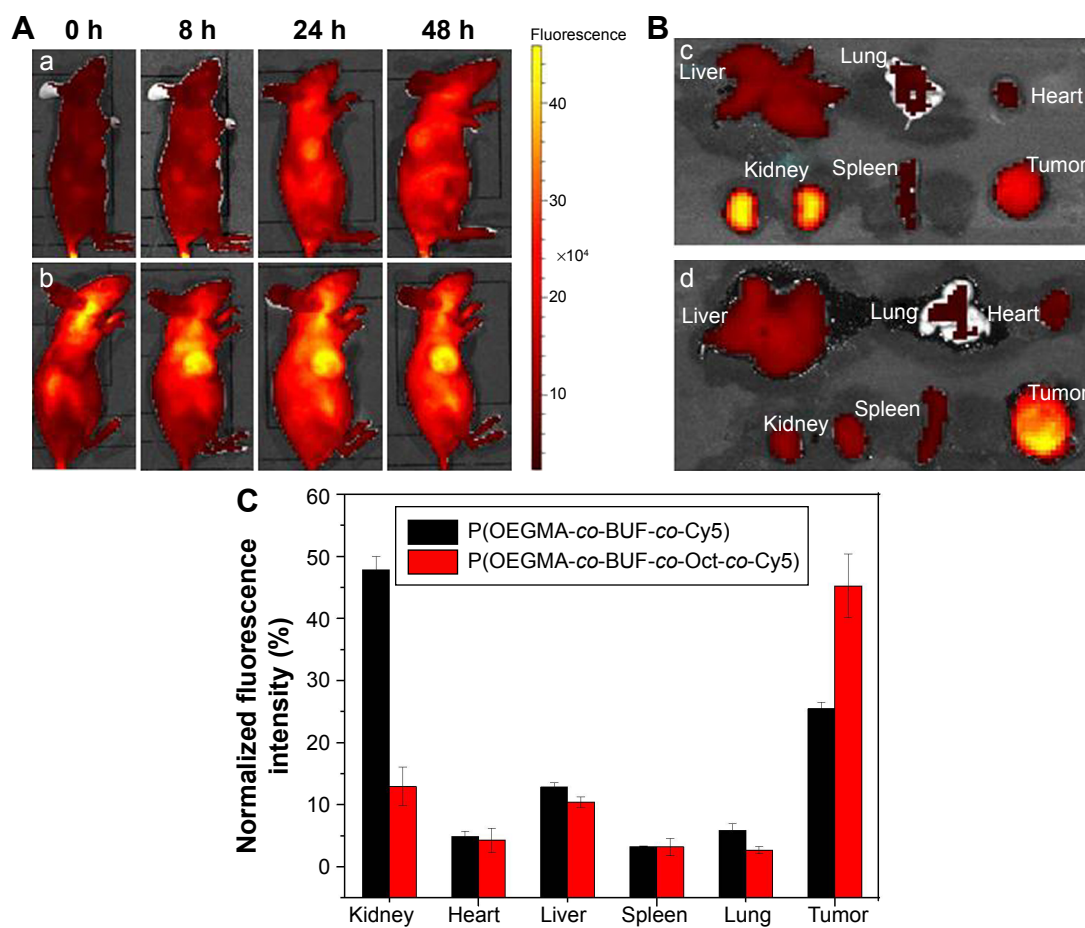 A
0 h 8 h 24 h 48 h
Fluorescence
a
b
40
30
×10⁴
20
10
B
c
Liver
Lung
Heart
Kidney
Spleen
Tumor
d
Liver
Lung
Heart
Kidney
Spleen
Tumor
C
Normalized fluorescence
intensity (%)
60
50
40
30
20
10
0
P(OEGMA-co-BUF-co-Cy5)
P(OEGMA-co-BUF-co-Oct-co-Cy5)
Kidney Heart Liver Spleen Lung Tumor